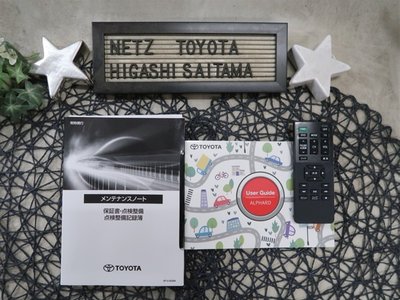 NETZ TOYOTA
HIGASHI SAITAMA
メンテナンスノート
保証書・点検整備
点検整備記録簿
TOYOTA
TOYOTA
User Guide
ALPHARD